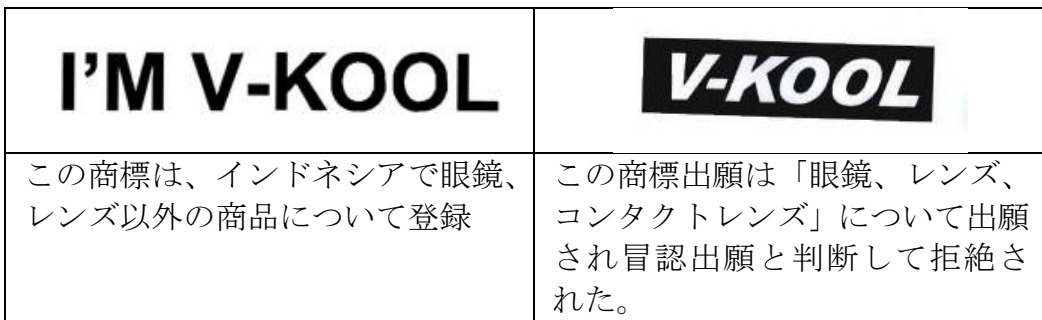 I'M V-KOOL
V-KOOL
この商標は、インドネシアで眼鏡、
レンズ以外の商品について登録
この商標出願は「眼鏡、レンズ、
コンタクトレンズ」について出願
され冒認出願と判断して拒絶さ
れた。